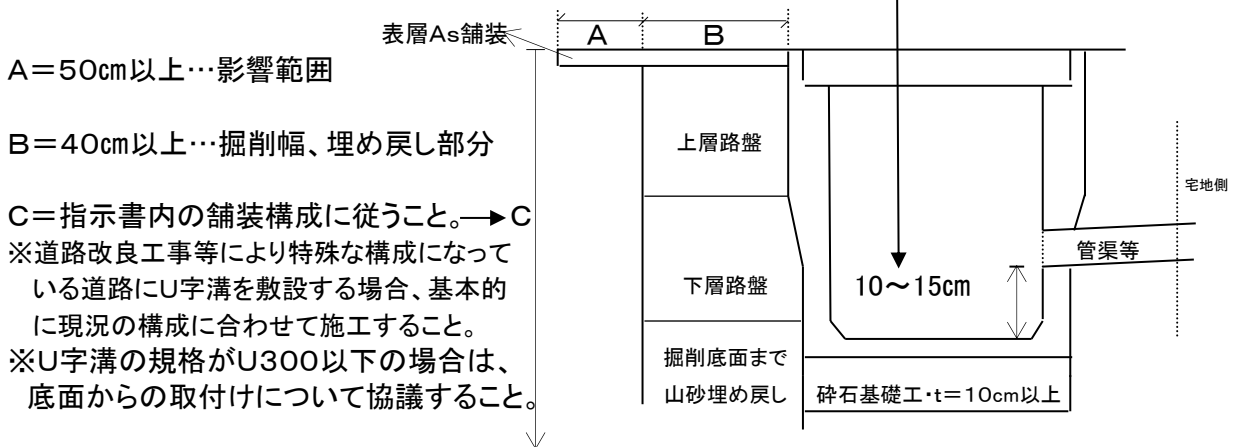 表層As舗装
A
B
A=50㎝以上…影響範囲
B=40㎝以上…掘削幅、埋め戻し部分
上層路盤
宅地側
C=指示書内の舗装構成に従うこと。→C
※道路改良工事等により特殊な構成になって
いる道路にU字溝を敷設する場合、基本的
に現況の構成に合わせて施工すること。
管渠等
下層路盤
10～15㎝
※U字溝の規格がU300以下の場合は、
底面からの取付けについて協議すること。
掘削底面まで
山砂埋め戻し
砕石基礎工・t=10㎝以上